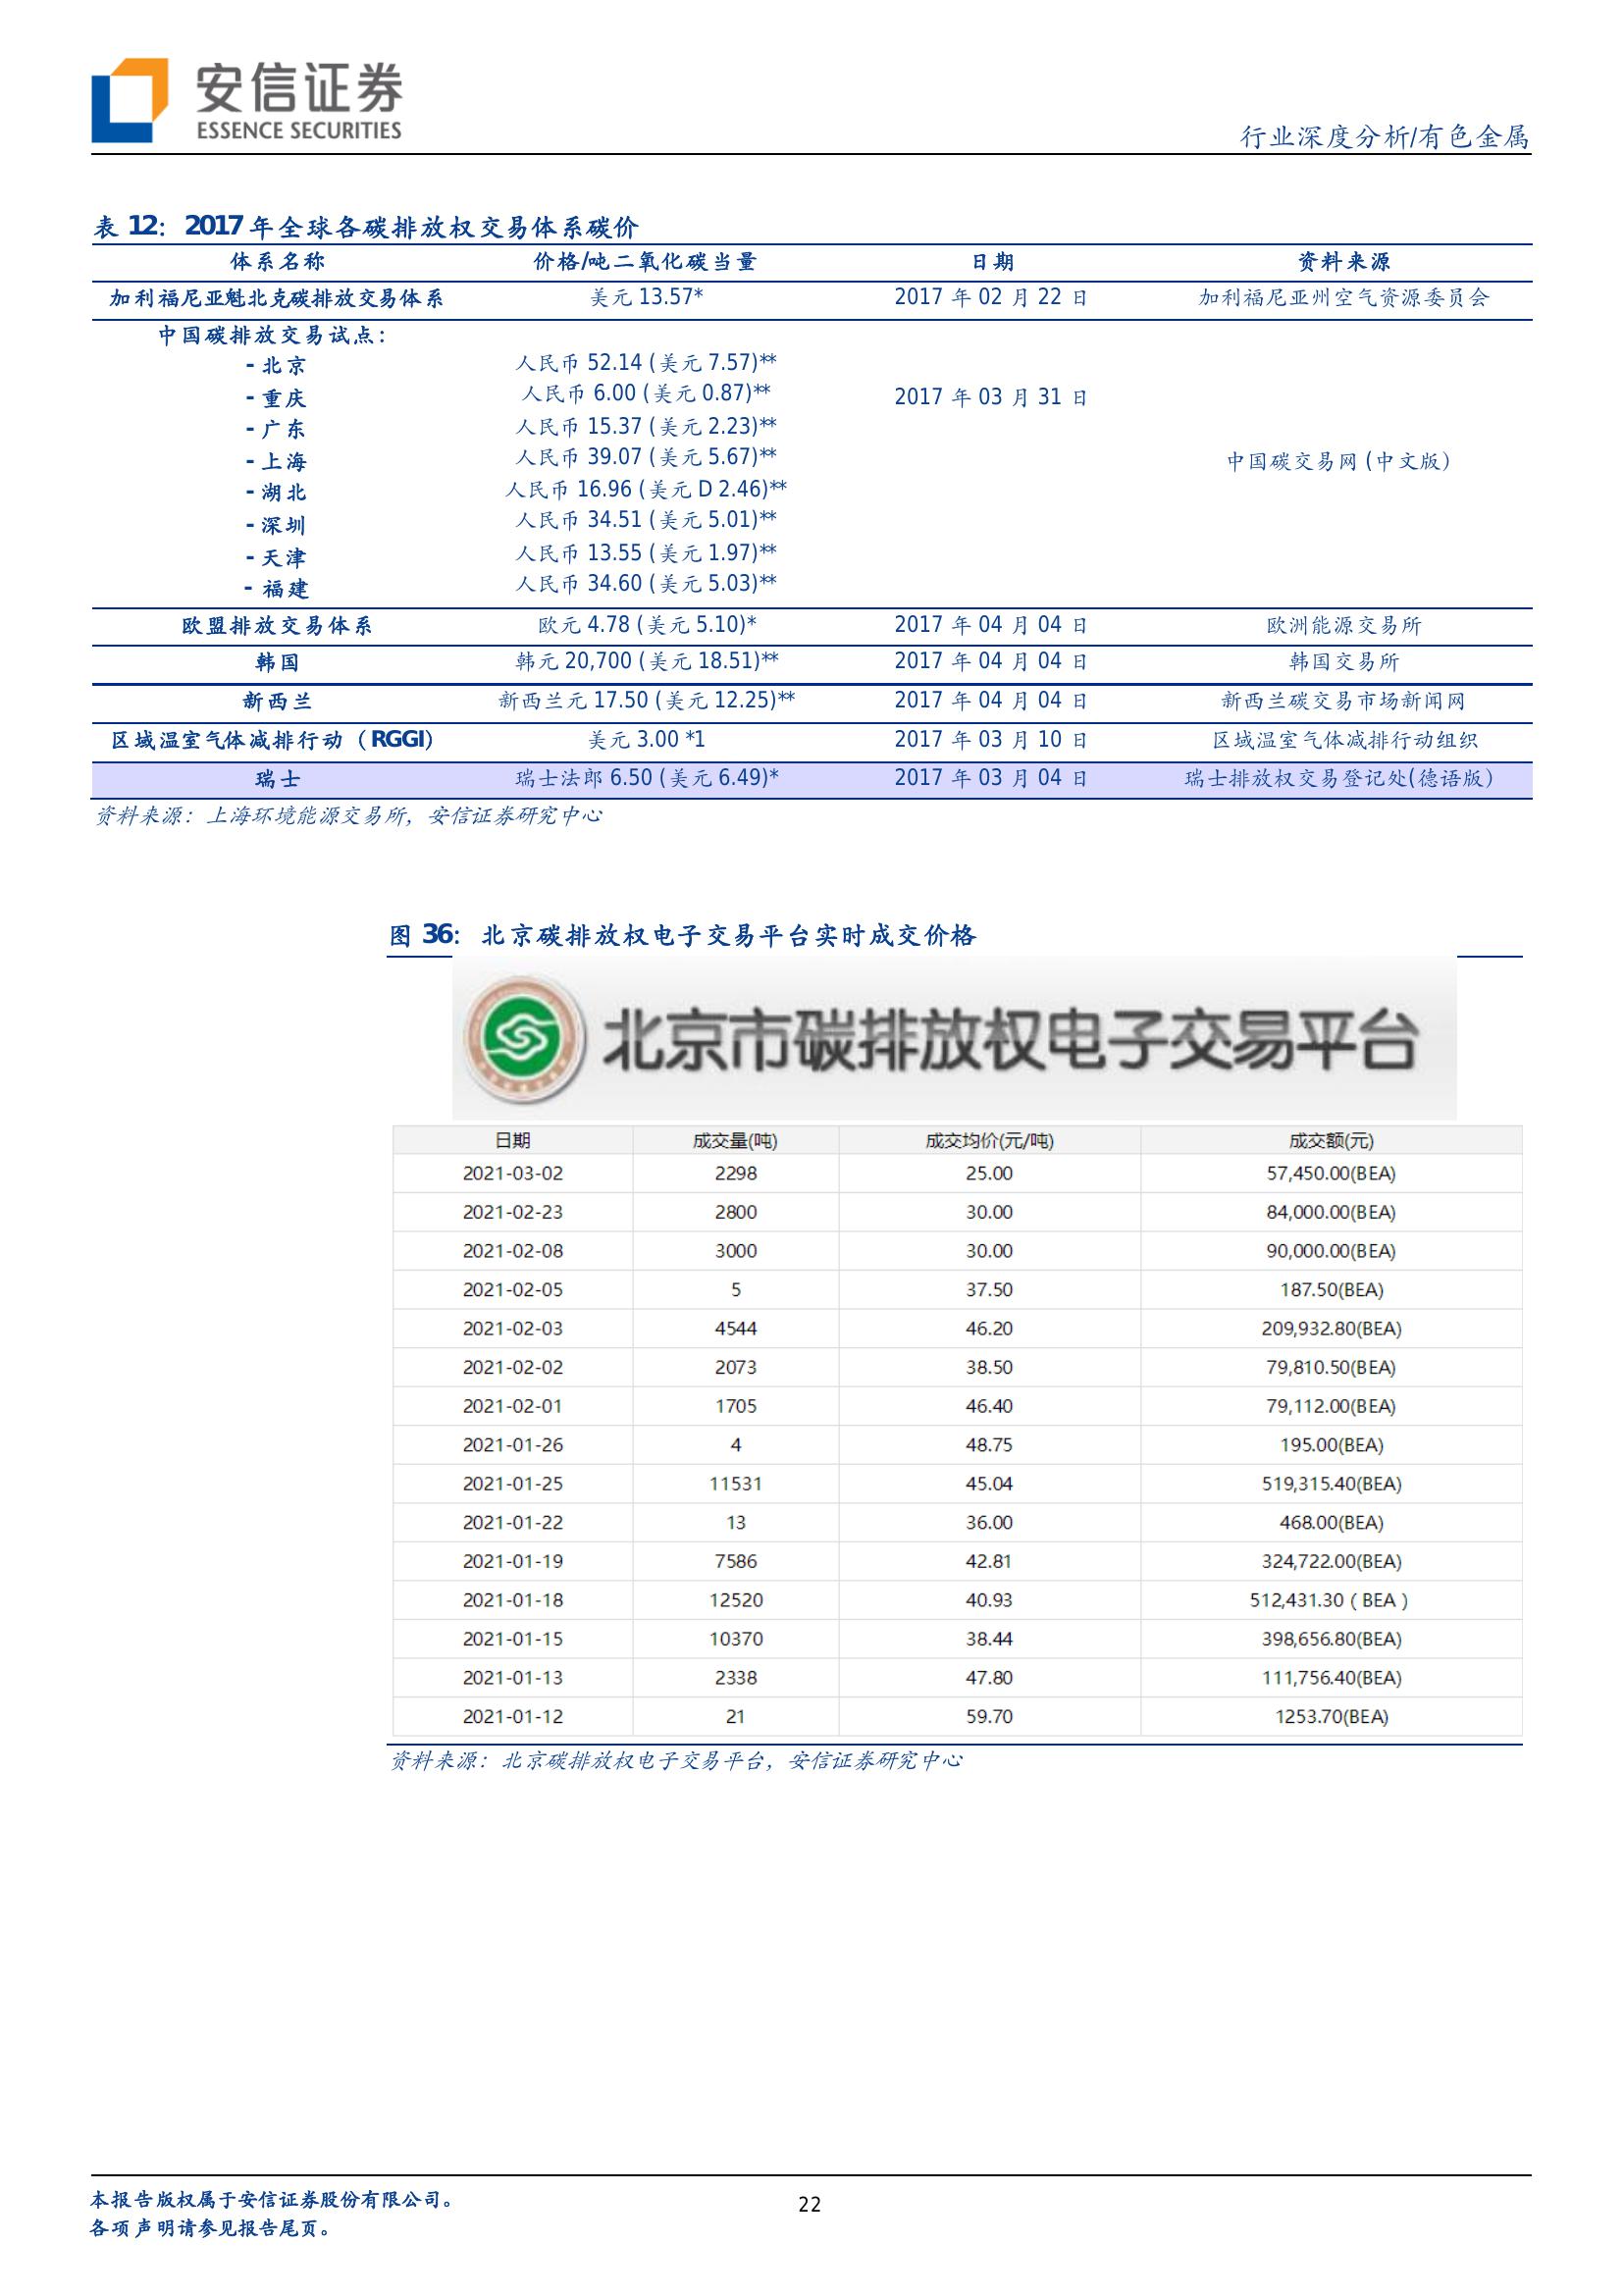 安信证券
ESSENCE SECURITIES
行业深度分析/有色金属
表 12: 2017 年全球各碳排放权交易体系碳价
体系名称 价格/吨二氧化碳当量 日期 资料来源
加利福尼亚魁北克碳排放交易体系 美元 13.57* 2017 年 02 月 22 日 加利福尼亚州空气资源委员会
中国碳排放交易试点:
- 北京 人民币 52.14 (美元 7.57)**
- 重庆 人民币 6.00 (美元 0.87)** 2017 年 03 月 31 日
- 广东 人民币 15.37 (美元 2.23)**
- 上海 人民币 39.07 (美元 5.67)** 中国碳交易网 (中文版)
- 湖北 人民币 16.96 (美元 D 2.46)**
- 深圳 人民币 34.51 (美元 5.01)**
- 天津 人民币 13.55 (美元 1.97)**
- 福建 人民币 34.60 (美元 5.03)**
欧盟排放交易体系 欧元 4.78 (美元 5.10)* 2017 年 04 月 04 日 欧洲能源交易所
韩国 韩元 20,700 (美元 18.51)** 2017 年 04 月 04 日 韩国交易所
新西兰 新西兰元 17.50 (美元 12.25)** 2017 年 04 月 04 日 新西兰碳交易市场新闻网
区域温室气体减排行动（RGGI） 美元 3.00 *1 2017 年 03 月 10 日 区域温室气体减排行动组织
瑞士 瑞士法郎 6.50 (美元 6.49)* 2017 年 03 月 04 日 瑞士排放权交易登记处(德语版)
资料来源：上海环境能源交易所，安信证券研究中心
图 36: 北京碳排放权电子交易平台实时成交价格
北京市碳排放权电子交易平台
日期 成交量(吨) 成交均价(元/吨) 成交额(元)
2021-03-02 2298 25.00 57,450.00(BEA)
2021-02-23 2800 30.00 84,000.00(BEA)
2021-02-08 3000 30.00 90,000.00(BEA)
2021-02-05 5 37.50 187.50(BEA)
2021-02-03 4544 46.20 209,932.80(BEA)
2021-02-02 2073 38.50 79,810.50(BEA)
2021-02-01 1705 46.40 79,112.00(BEA)
2021-01-26 4 48.75 195.00(BEA)
2021-01-25 11531 45.04 519,315.40(BEA)
2021-01-22 13 36.00 468.00(BEA)
2021-01-19 7586 42.81 324,722.00(BEA)
2021-01-18 12520 40.93 512,431.30 ( BEA )
2021-01-15 10370 38.44 398,656.80(BEA)
2021-01-13 2338 47.80 111,756.40(BEA)
2021-01-12 21 59.70 1253.70(BEA)
资料来源：北京碳排放权电子交易平台，安信证券研究中心
本报告版权属于安信证券股份有限公司。
22
各项声明请参见报告尾页。